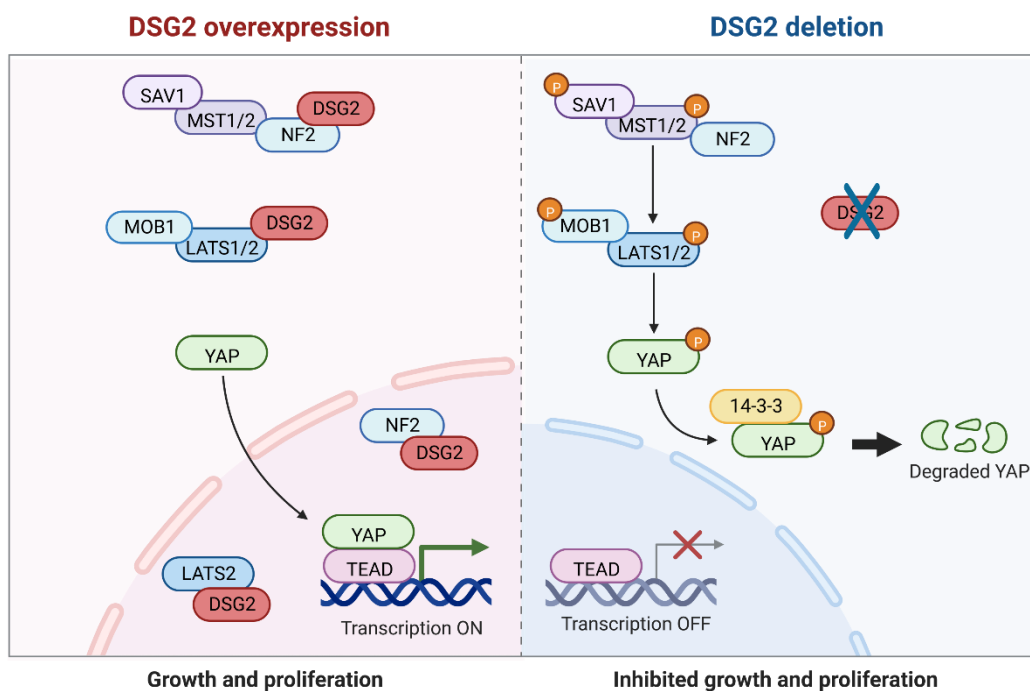 DSG2 overexpression
SAV1
MST1/2
NF2
DSG2
MOB1
LATS1/2
DSG2
YAP
NF2
DSG2
YAP
TEAD
LATS2
DSG2
Transcription ON
Growth and proliferation
DSG2 deletion
P
SAV1
P
MST1/2
NF2
P
MOB1
P
LATS1/2
DSG2
P
YAP
14-3-3
P
YAP
Degraded YAP
TEAD
Transcription OFF
Inhibited growth and proliferation